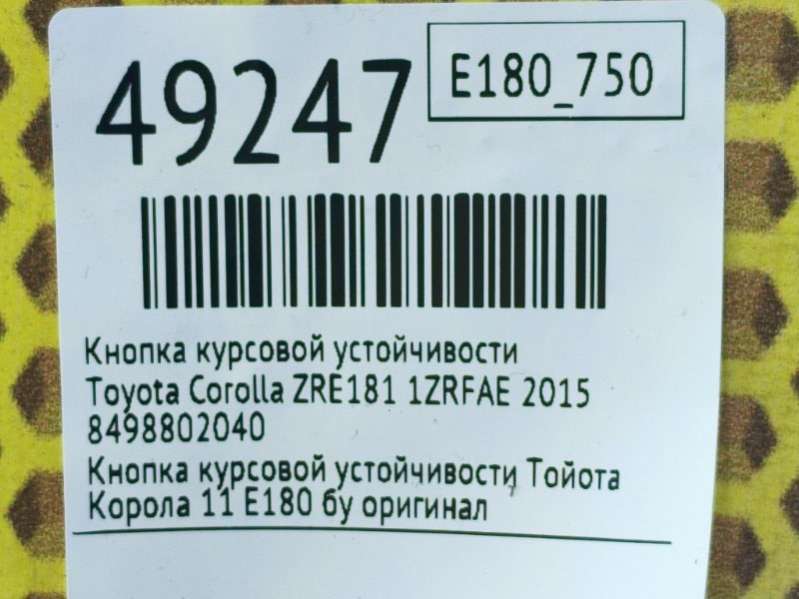 49247
E180_750
Кнопка курсовой устойчивости
Toyota Corolla ZRE181 1ZRFAE 2015
8498802040
Кнопка курсовой устойчивости Тойота
Корола 11 Е180 бу оригинал